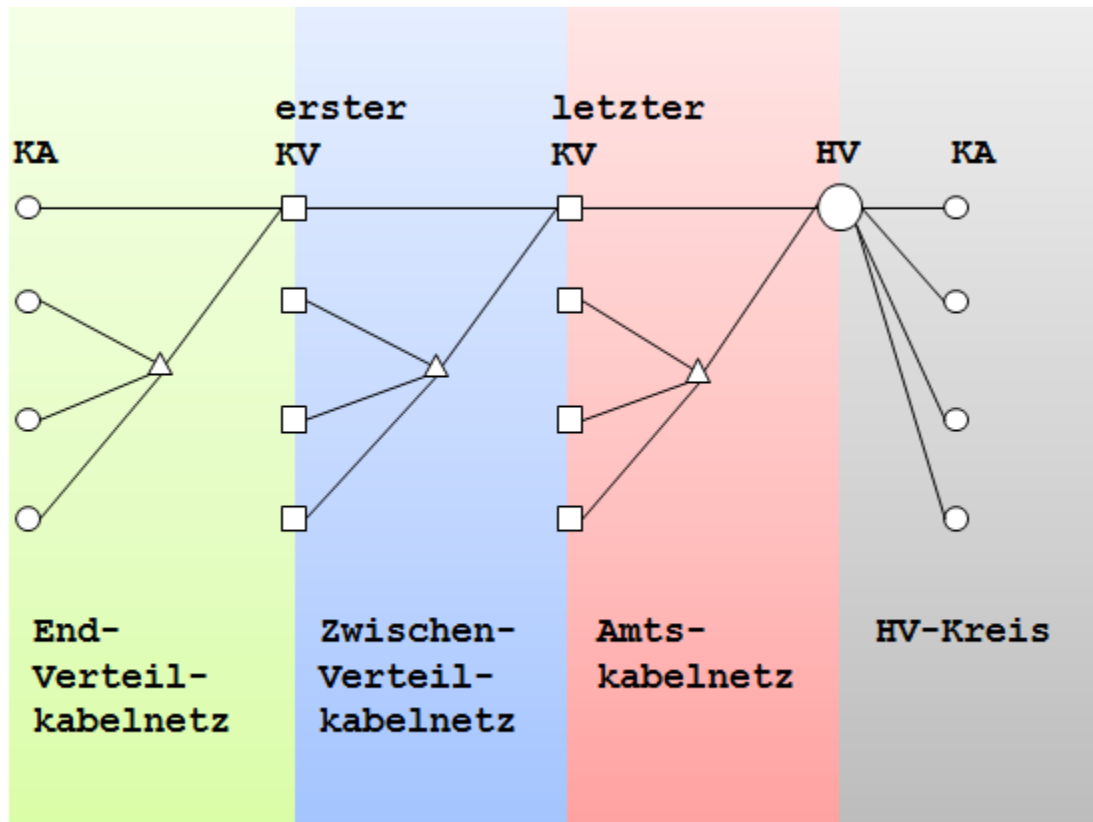 erster
letzter
KA
KV
KV
HV
KA
End-
Verteil-
kabelnetz
Zwischen-
Verteil-
kabelnetz
Amts-
kabelnetz
HV-Kreis